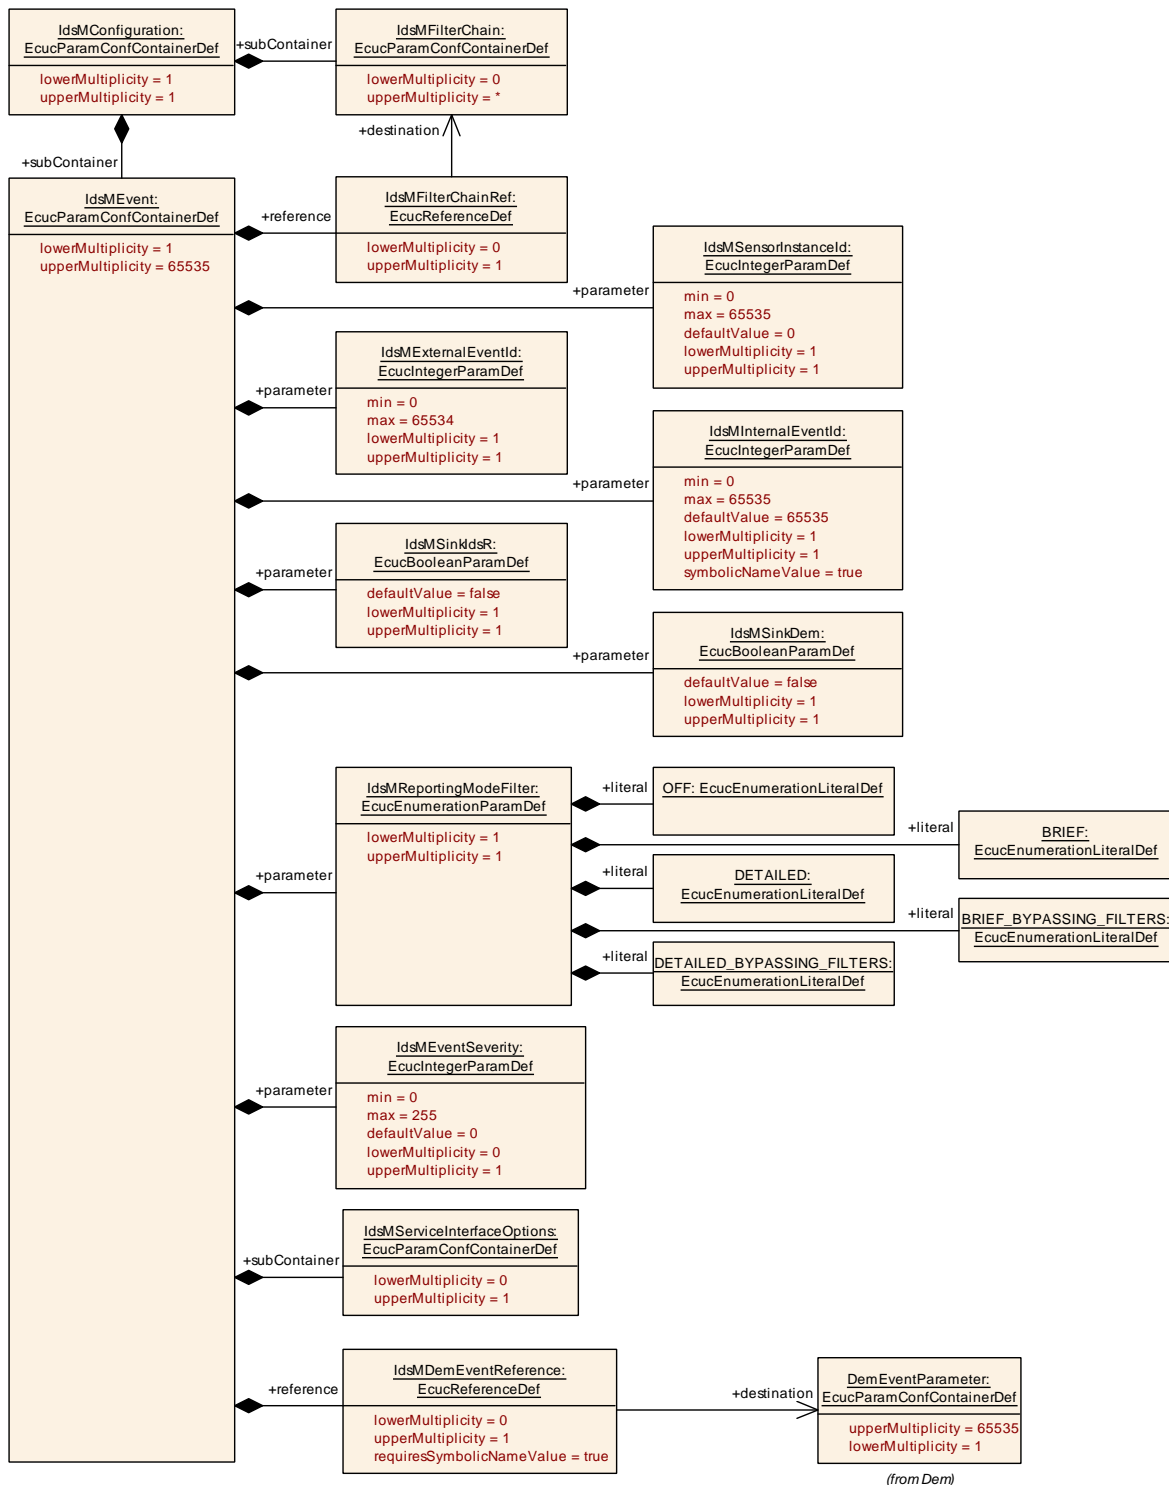 IdsMConfiguration:
EcucParamConfContainerDef
lowerMultiplicity = 1
upperMultiplicity = 1
+subContainer
IdsMFilterChain:
EcucParamConfContainerDef
lowerMultiplicity = 0
upperMultiplicity = *
+destination
+subContainer
IdsMEvent:
EcucParamConfContainerDef
lowerMultiplicity = 1
upperMultiplicity = 65535
+reference
IdsMFilterChainRef:
EcucReferenceDef
lowerMultiplicity = 0
upperMultiplicity = 1
+parameter
IdsMSensorInstanceId:
EcucIntegerParamDef
min = 0
max = 65535
defaultValue = 0
lowerMultiplicity = 1
upperMultiplicity = 1
+parameter
IdsMExternalEventId:
EcucIntegerParamDef
min = 0
max = 65534
lowerMultiplicity = 1
upperMultiplicity = 1
+parameter
IdsMInternalEventId:
EcucIntegerParamDef
min = 0
max = 65535
defaultValue = 65535
lowerMultiplicity = 1
upperMultiplicity = 1
symbolicNameValue = true
+parameter
IdsMSinkIdsR:
EcucBooleanParamDef
defaultValue = false
lowerMultiplicity = 1
upperMultiplicity = 1
+parameter
IdsMSinkDem:
EcucBooleanParamDef
defaultValue = false
lowerMultiplicity = 1
upperMultiplicity = 1
+parameter
IdsMReportingModeFilter:
EcucEnumerationParamDef
lowerMultiplicity = 1
upperMultiplicity = 1
+literal
OFF: EcucEnumerationLiteralDef
+literal
BRIEF:
EcucEnumerationLiteralDef
+literal
DETAILED:
EcucEnumerationLiteralDef
+literal
BRIEF_BYPASSING_FILTERS:
EcucEnumerationLiteralDef
+literal
DETAILED_BYPASSING_FILTERS:
EcucEnumerationLiteralDef
+parameter
IdsMEventSeverity:
EcucIntegerParamDef
min = 0
max = 255
defaultValue = 0
lowerMultiplicity = 0
upperMultiplicity = 1
+subContainer
IdsMServiceInterfaceOptions:
EcucParamConfContainerDef
lowerMultiplicity = 0
upperMultiplicity = 1
+reference
IdsMDemEventReference:
EcucReferenceDef
lowerMultiplicity = 0
upperMultiplicity = 1
requiresSymbolicNameValue = true
+destination
DemEventParameter:
EcucParamConfContainerDef
upperMultiplicity = 65535
lowerMultiplicity = 1
(from Dem)